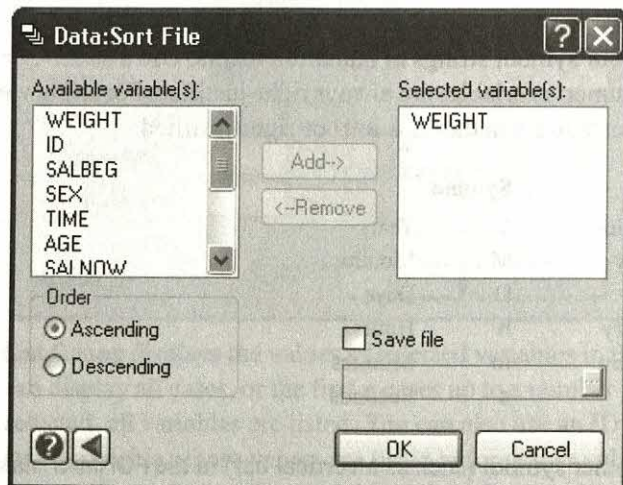 Data:Sort File
Available variable(s):
WEIGHT
ID
SALBEG
SEX
TIME
AGE
SALNOW
Add-->
<--Remove
Selected variable(s):
WEIGHT
Order
Ascending
Descending
Save file
OK
Cancel